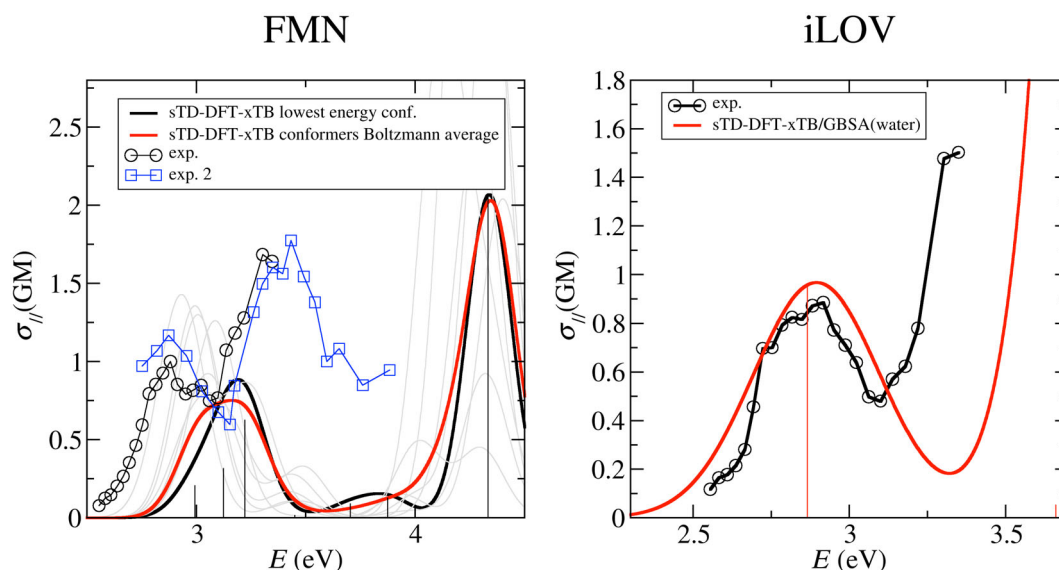 FMN
iLOV
sTD-DFT-xTB lowest energy conf.
sTD-DFT-xTB conformers Boltzmann average
exp.
exp. 2
2.5
2
1.5
1
0.5
0
σ//(GM)
3
4
E (eV)
exp.
sTD-DFT-xTB/GBSA(water)
1.8
1.6
1.4
1.2
1
0.8
0.6
0.4
0.2
0
σ//(GM)
2.5
3
3.5
E (eV)